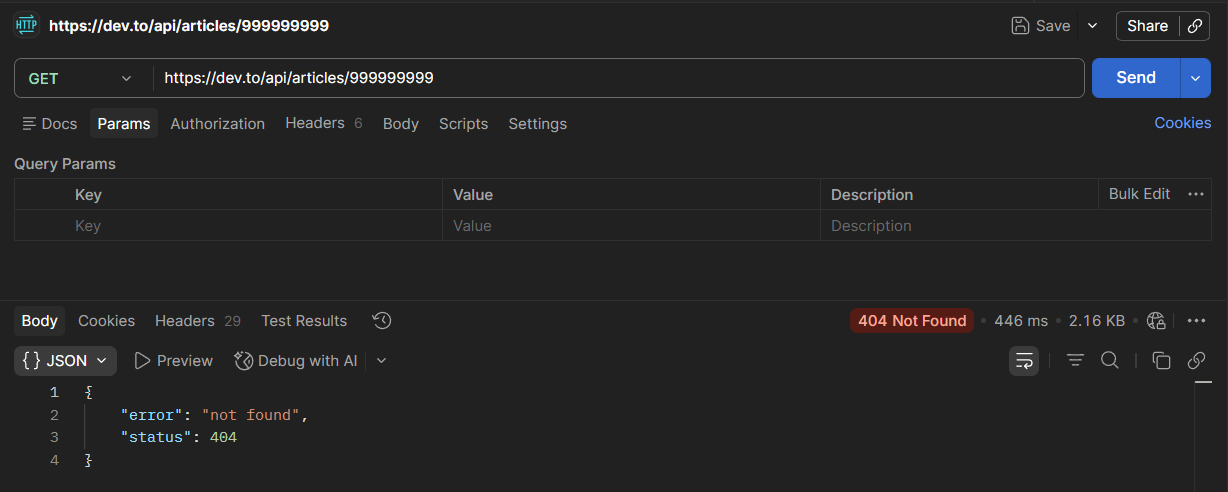 HTTP https://dev.to/api/articles/999999999 Save Share
GET https://dev.to/api/articles/999999999 Send
Docs Params Authorization Headers 6 Body Scripts Settings Cookies
Query Params
Key Value Description Bulk Edit ···
Key Value Description
Body Cookies Headers 29 Test Results 404 Not Found • 446 ms • 2.16 KB •
{} JSON Preview Debug with AI
1 {
2 "error": "not found",
3 "status": 404
4 }